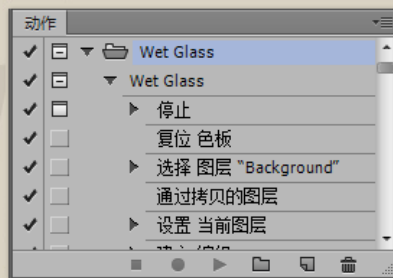 动作
Wet Glass
Wet Glass
停止
复位 色板
选择 图层 “Background”
通过拷贝的图层
设置 当前图层